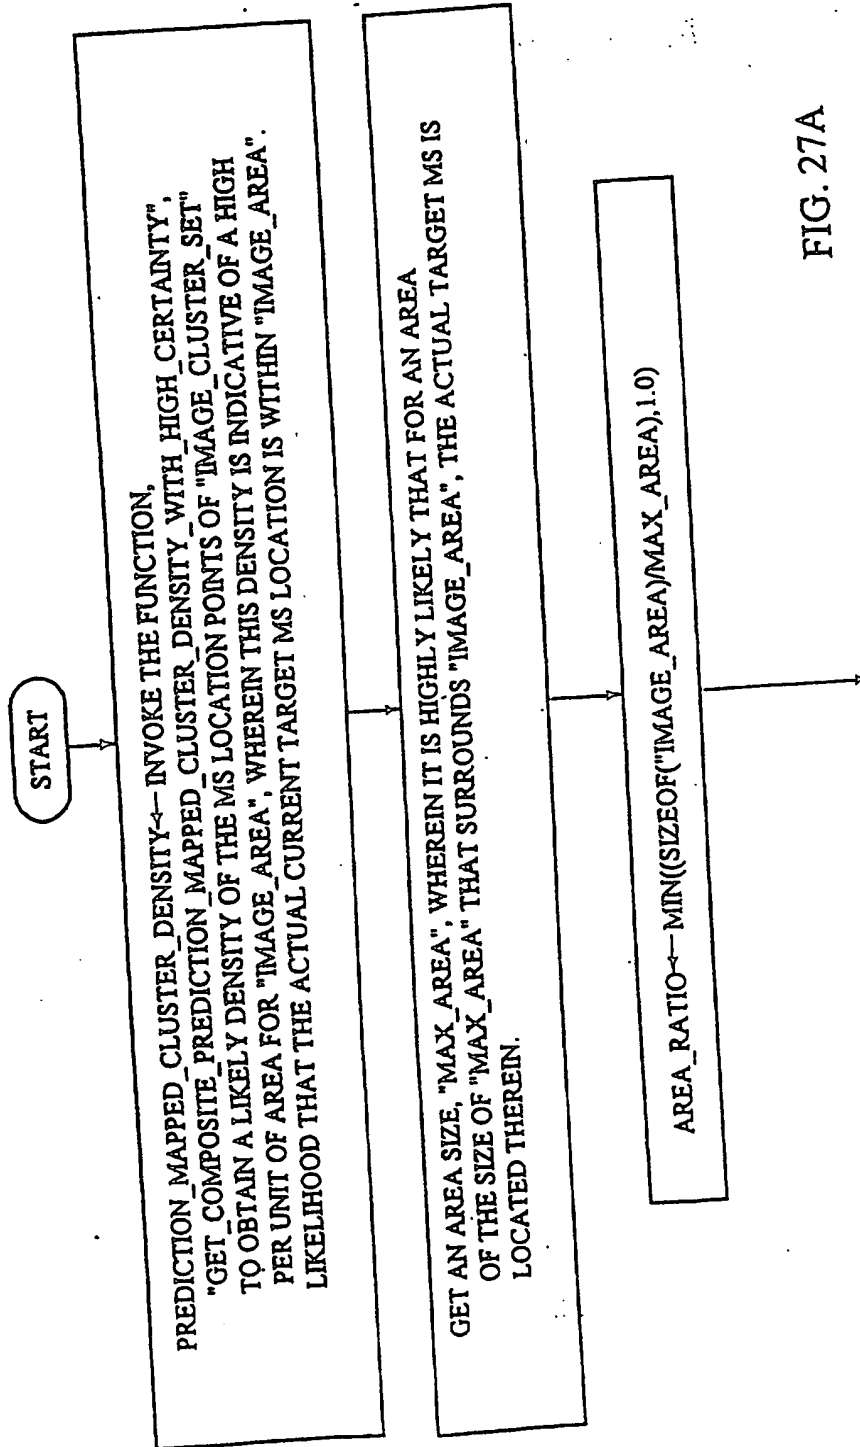 START
PREDICTION_MAPPED_CLUSTER_DENSITY← INVOKE THE FUNCTION,
"GET_COMPOSITE_PREDICTION_MAPPED_CLUSTER_DENSITY_WITH_HIGH_CERTAINTY",
TO OBTAIN A LIKELY DENSITY OF THE MS LOCATION POINTS OF "IMAGE_CLUSTER_SET"
PER UNIT OF AREA FOR "IMAGE_AREA", WHEREIN THIS DENSITY IS INDICATIVE OF A HIGH
LIKELIHOOD THAT THE ACTUAL CURRENT TARGET MS LOCATION IS WITHIN "IMAGE_AREA".
GET AN AREA SIZE, "MAX_AREA", WHEREIN IT IS HIGHLY LIKELY THAT FOR AN AREA
OF THE SIZE OF "MAX_AREA" THAT SURROUNDS "IMAGE_AREA", THE ACTUAL TARGET MS IS
LOCATED THEREIN.
AREA_RATIO←MIN((SIZEOF("IMAGE_AREA)/MAX_AREA),1.0)
FIG. 27A